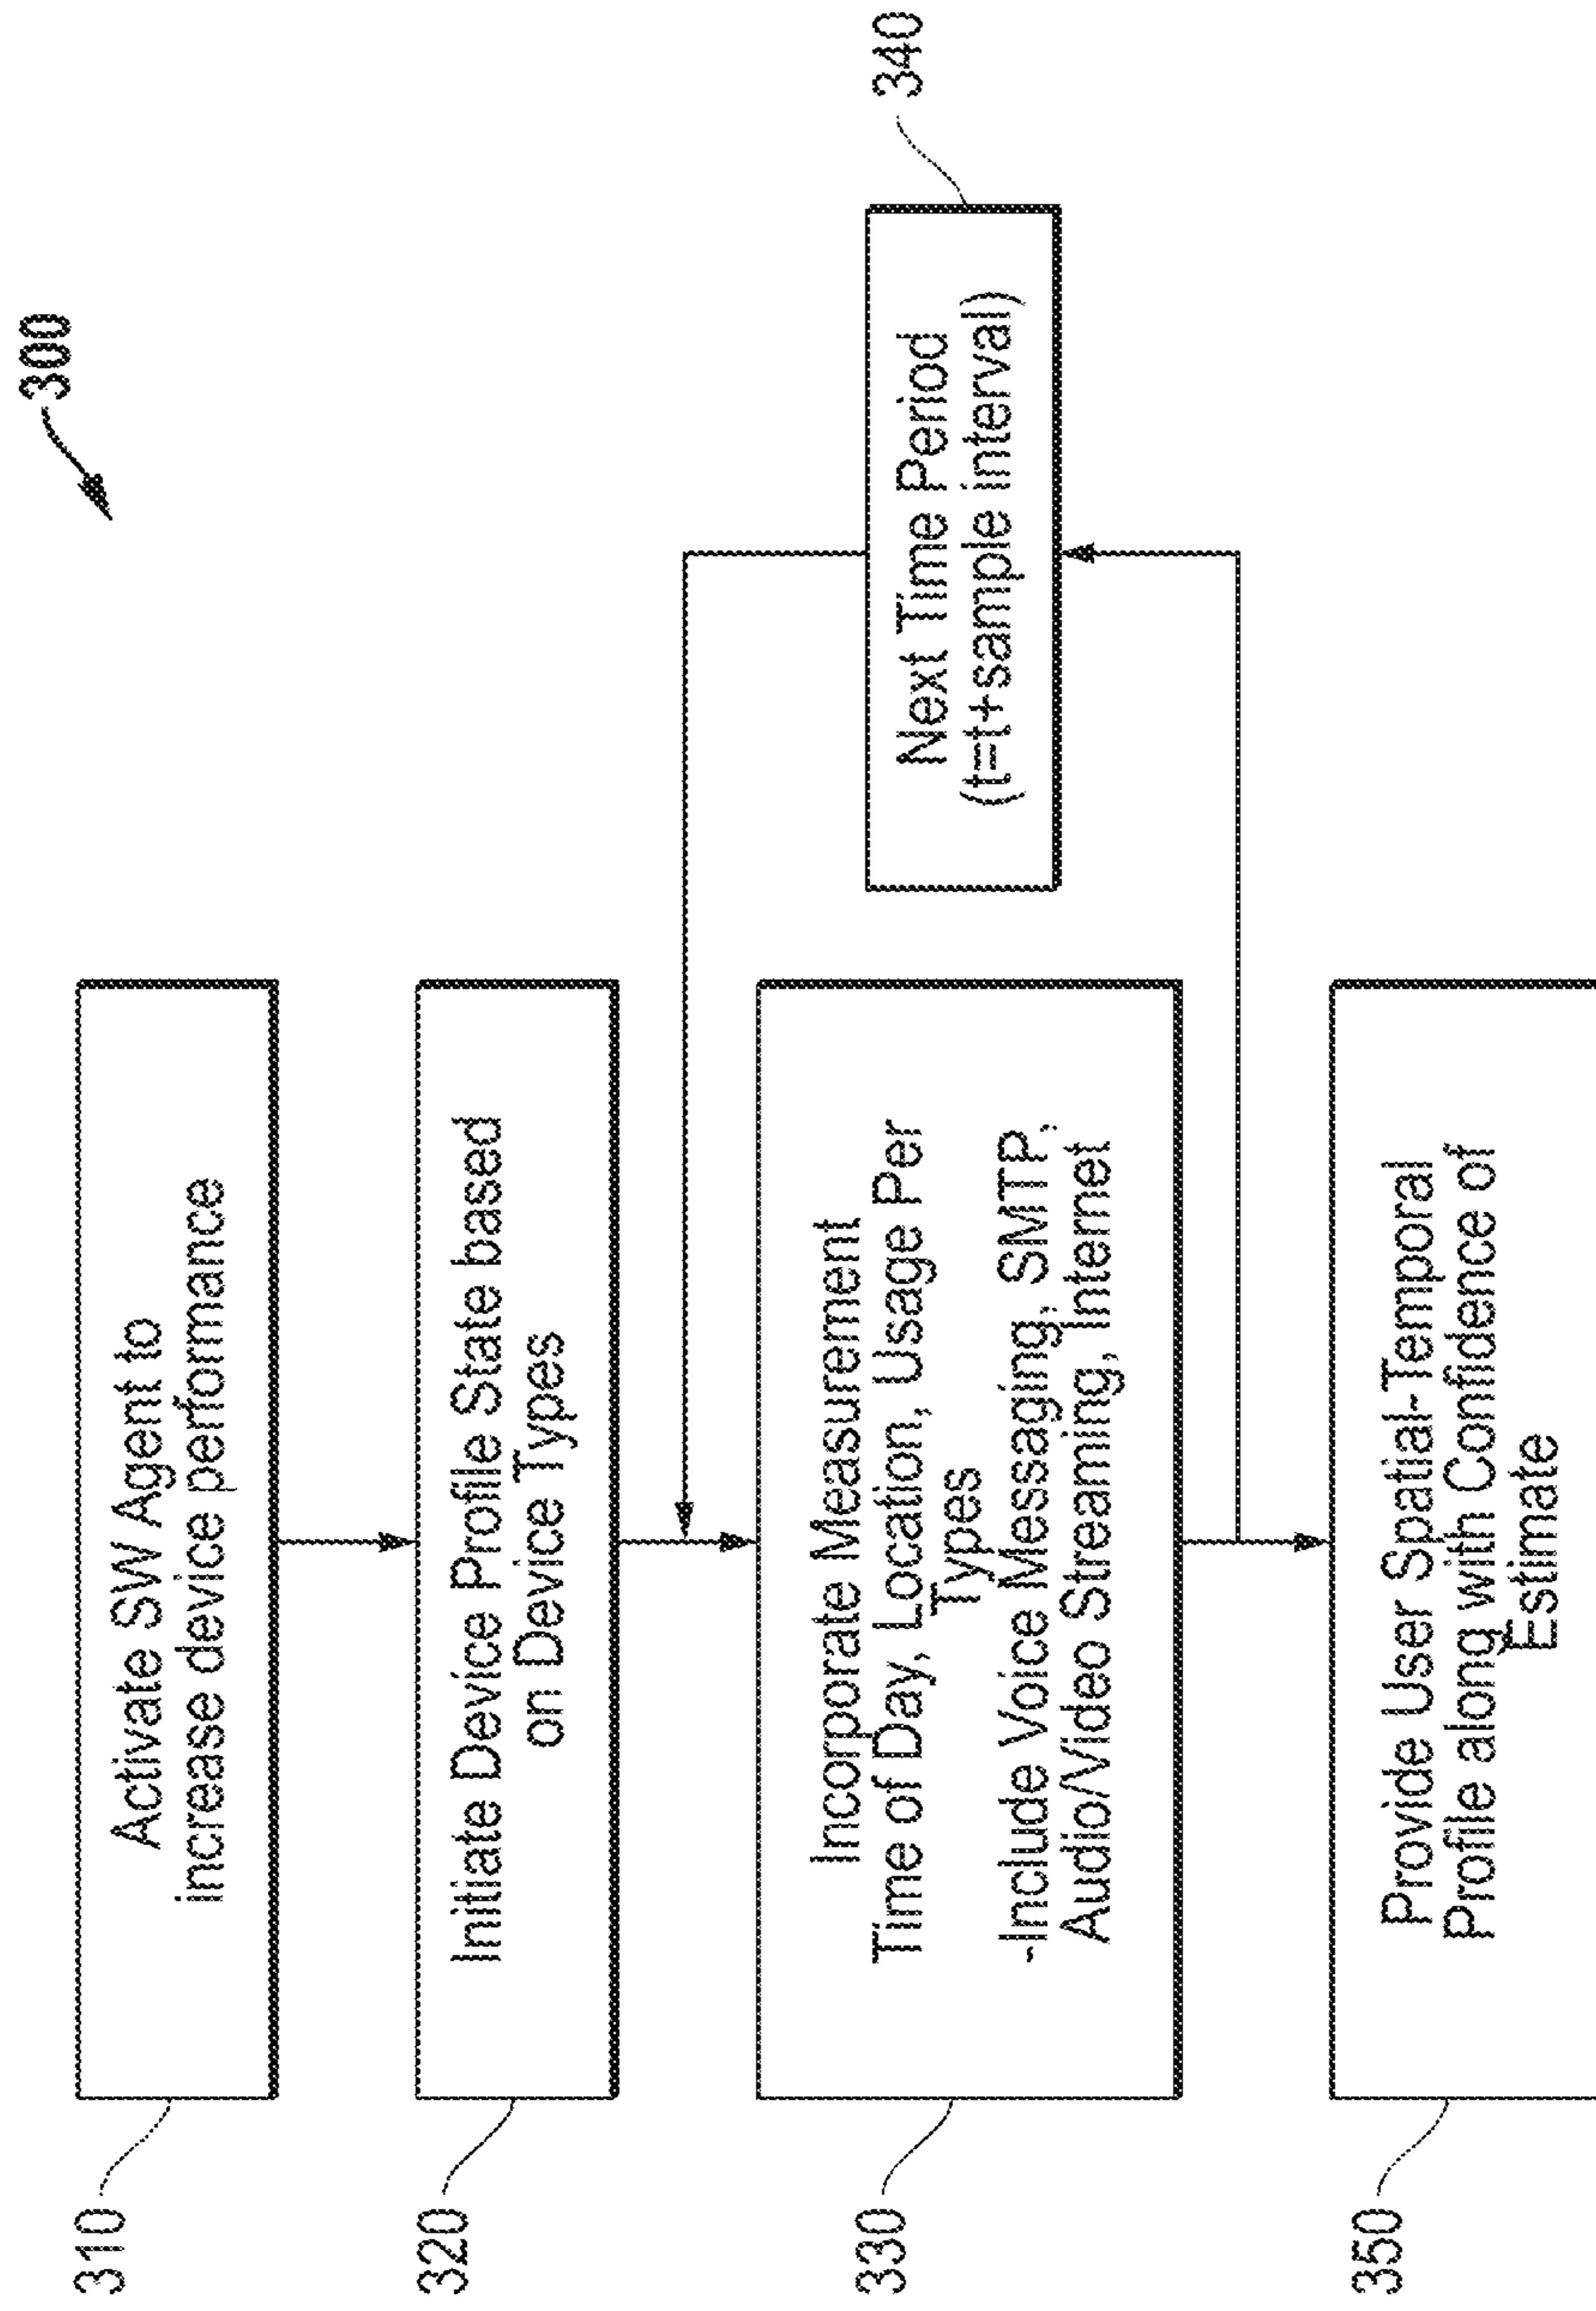 300
310
Activate SW Agent to
increase device performance
320
Initiate Device Profile State based
on Device Types
330
Incorporate Measurement
Time of Day, Location, Usage Per
Types
-Include Voice Messaging, SMTP,
Audio/Video Streaming, Internet
340
Next Time Period
(t=t+sample interval)
350
Provide User Spatial-Temporal
Profile along with Confidence of
Estimate